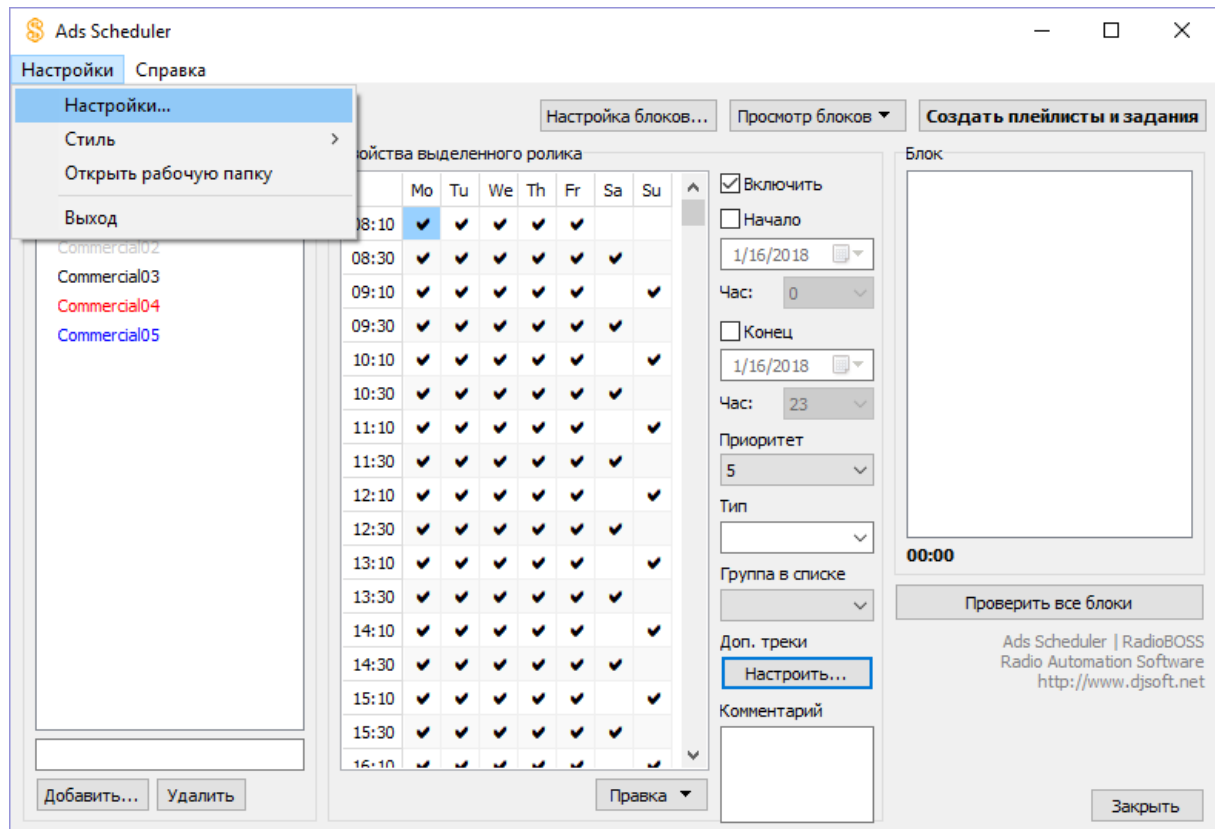 Ads Scheduler
Настройки Справка
Настройки...
Стиль
Открыть рабочую папку
Выход
Настройка блоков...
Просмотр блоков
Создать плейлисты и задания
войства выделенного ролика
Блок
Commercial02
Commercial03
Commercial04
Commercial05
Mo Tu We Th Fr Sa Su
08:10
08:30
09:10
09:30
10:10
10:30
11:10
11:30
12:10
12:30
13:10
13:30
14:10
14:30
15:10
15:30
16:10
Включить
Начало
1/16/2018
Час: 0
Конец
1/16/2018
Час: 23
Приоритет
5
Тип
Группа в списке
Доп. треки
Настроить...
Комментарий
00:00
Проверить все блоки
Ads Scheduler | RadioBOSS
Radio Automation Software
http://www.djsoft.net
Добавить... Удалить
Правка
Закрыть